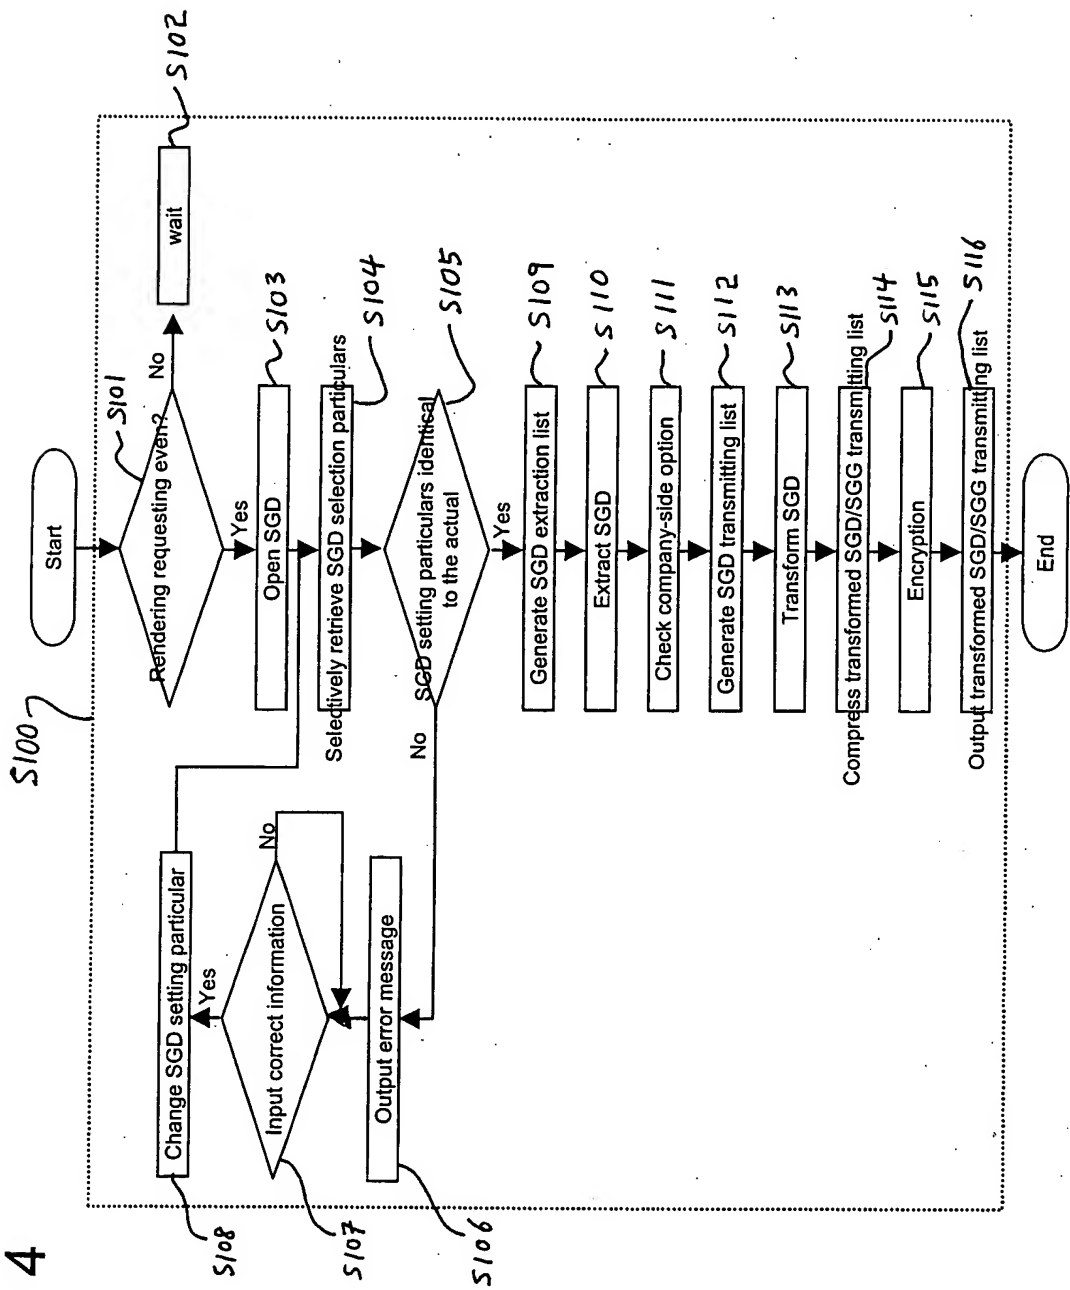 4
S100
Start
S101
Rendering requesting even?
No
wait
S102
Yes
Open SGD
S103
Selectively retrieve SGD selection particulars
S104
SGD setting particulars identical
to the actual
S105
No
Yes
Output error message
S106
Input correct information
S107
No
Yes
Change SGD setting particular
S108
Generate SGD extraction list
S109
Extract SGD
S110
Check company-side option
S111
Generate SGD transmitting list
S112
Transform SGD
S113
Compress transformed SGD/SGG transmitting list
S114
Encryption
S115
Output transformed SGD/SGG transmitting list
S116
End